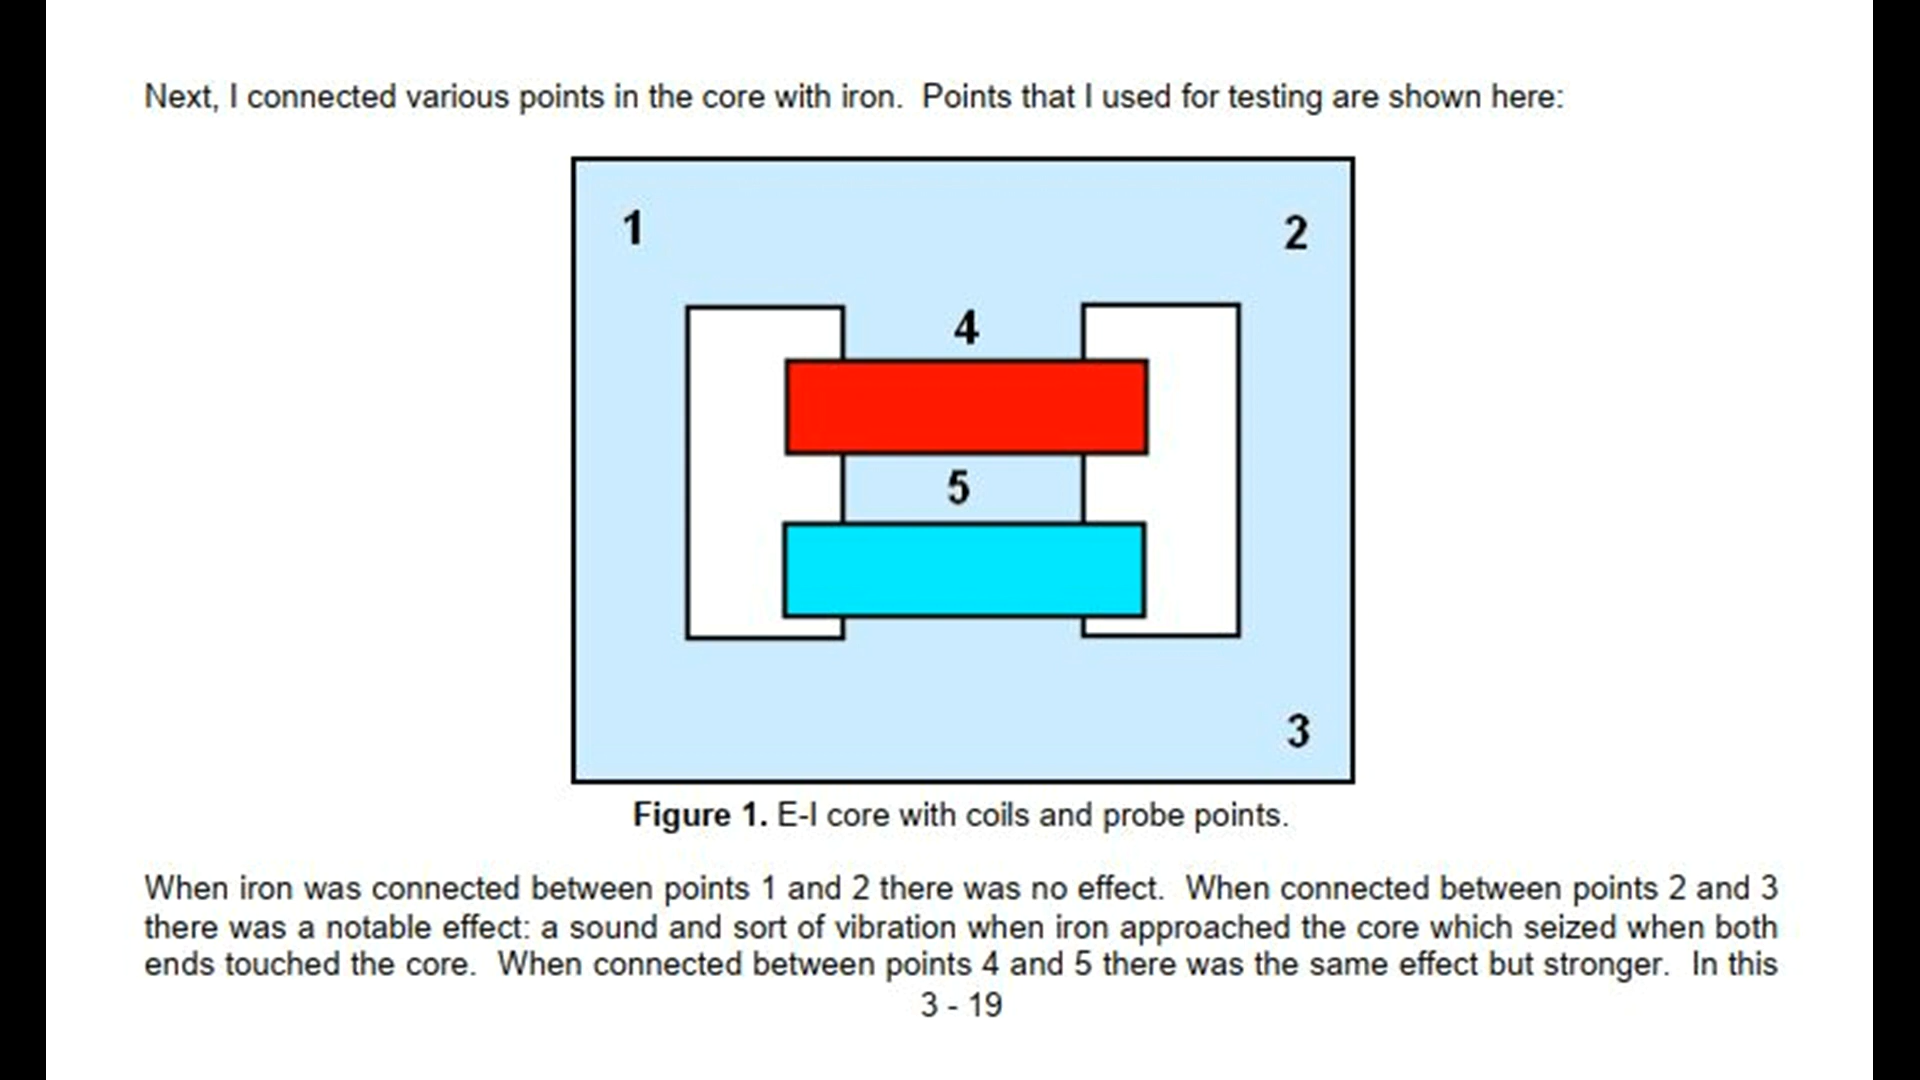 Next, I connected various points in the core with iron.  Points that I used for testing are shown here:
1
2
4
5
3
Figure 1. E-I core with coils and probe points.
When iron was connected between points 1 and 2 there was no effect.  When connected between points 2 and 3
there was a notable effect: a sound and sort of vibration when iron approached the core which seized when both
ends touched the core.  When connected between points 4 and 5 there was the same effect but stronger.  In this
3 - 19